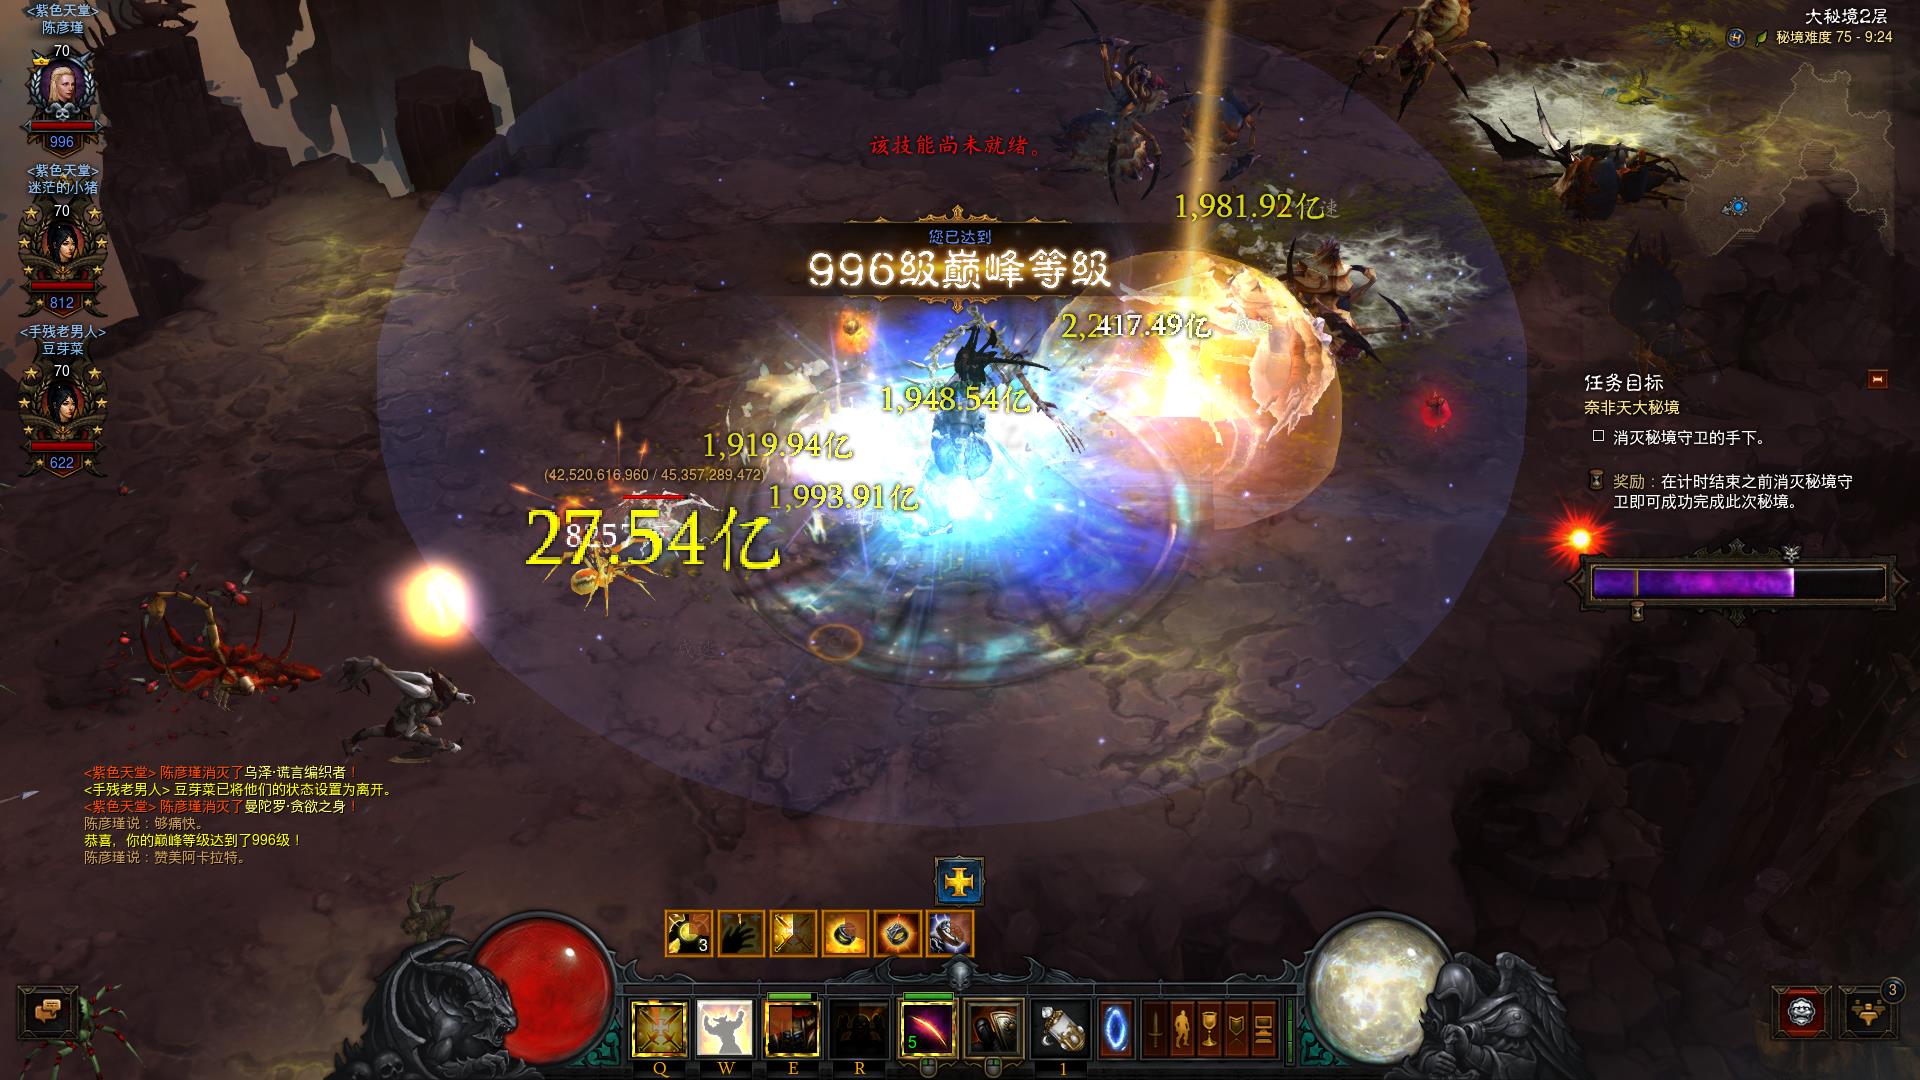 <紫色天堂>
陈彦瑾
70
996
<紫色天堂>
迷茫的小猪
70
812
<手残老男人>
豆芽菜
70
622
大秘境2层
秘境难度 75 - 9:24
该技能尚未就绪。
您已达到
996级巅峰等级
1,981.92亿
417.49亿
1,948.54亿
1,919.94亿
(42,520,616,960 / 45,357,289,472)
1,993.91亿
27.54亿
任务目标
奈非天大秘境
消灭秘境守卫的手下。
奖励：在计时结束之前消灭秘境守
卫即可成功完成此次秘境。
<紫色天堂> 陈彦瑾消灭了乌泽·谎言编织者！
<手残老男人> 豆芽菜已将他们的状态设置为离开。
<紫色天堂> 陈彦瑾消灭了曼陀罗·贪欲之身！
陈彦瑾说：够痛快。
恭喜，你的巅峰等级达到了996级！
陈彦瑾说：赞美阿卡拉特。
3
5
Q W E R 1
3